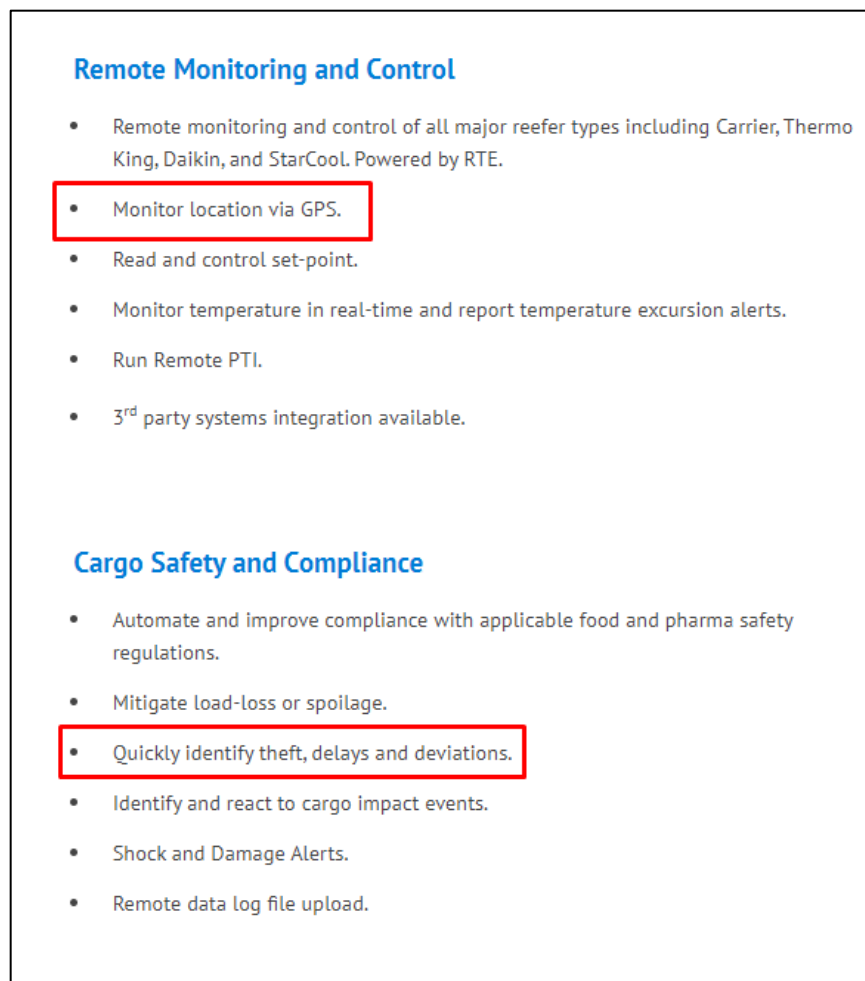 Remote Monitoring and Control
• Remote monitoring and control of all major reefer types including Carrier, Thermo
King, Daikin, and StarCool. Powered by RTE.
• Monitor location via GPS.
• Read and control set-point.
• Monitor temperature in real-time and report temperature excursion alerts.
• Run Remote PTI.
• 3rd party systems integration available.
Cargo Safety and Compliance
• Automate and improve compliance with applicable food and pharma safety
regulations.
• Mitigate load-loss or spoilage.
• Quickly identify theft, delays and deviations.
• Identify and react to cargo impact events.
• Shock and Damage Alerts.
• Remote data log file upload.